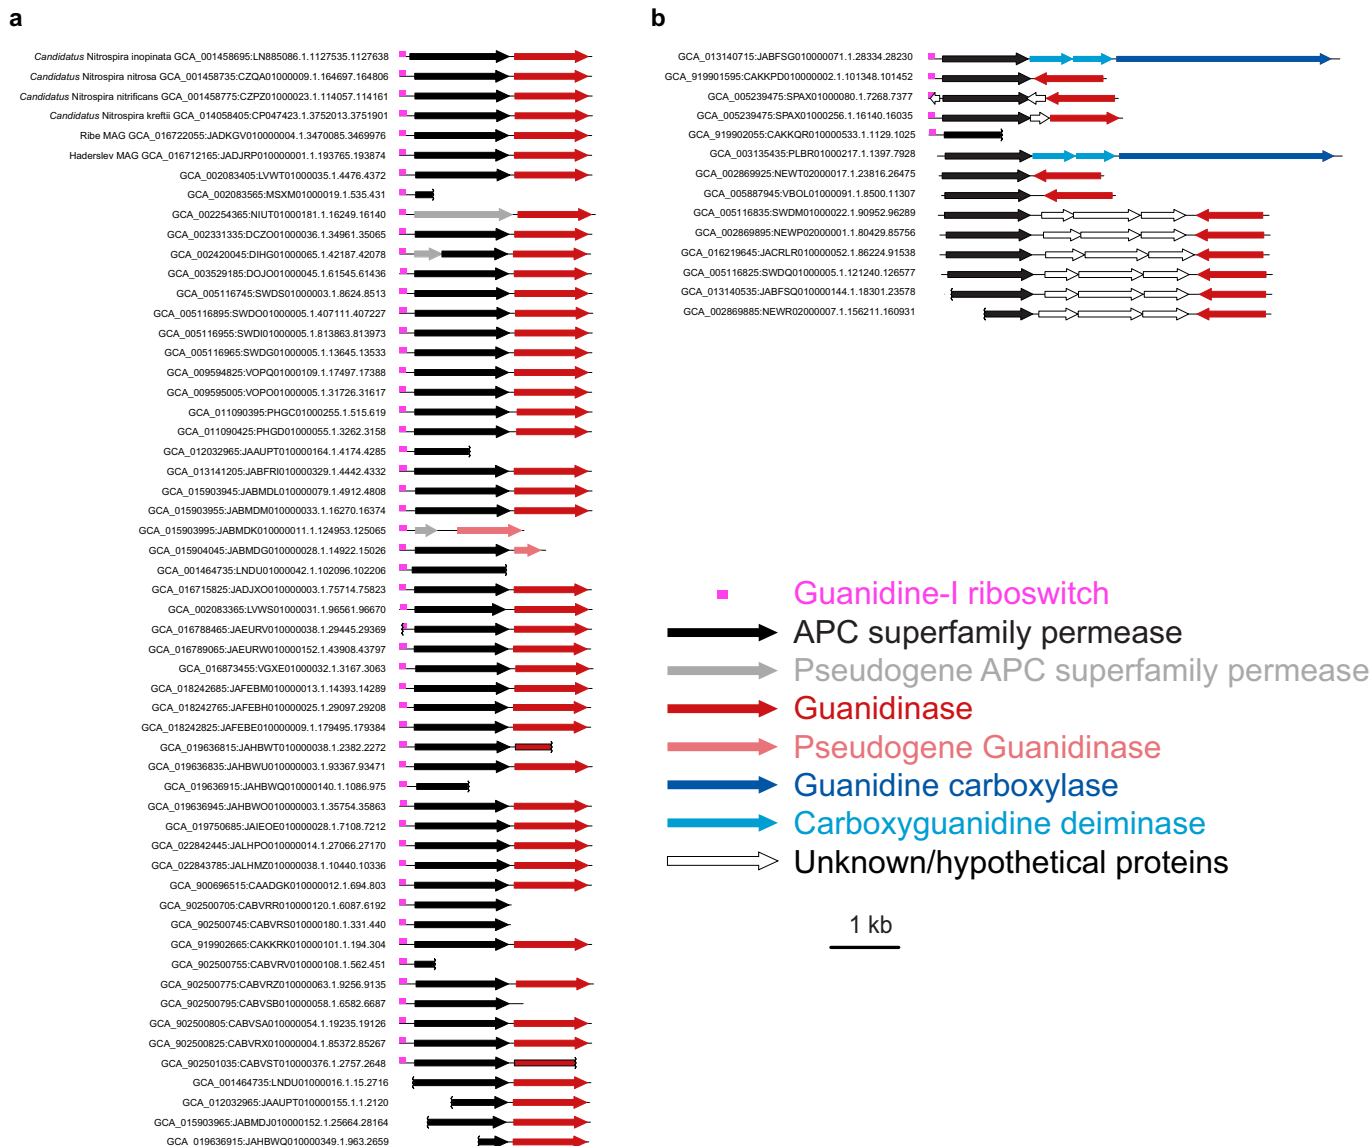 a
Candidatus Nitrospira inopinata GCA_001458695:LN885086.1.1127535.1127638
Candidatus Nitrospira nitrosa GCA_001458735:CZQA01000009.1.164697.164806
Candidatus Nitrospira nitrificans GCA_001458775:CZPZ01000023.1.114057.114161
Candidatus Nitrospira kreftii GCA_014058405:CP047423.1.3752013.3751901
Ribe MAG GCA_016722055:JADKGV010000004.1.3470085.3469976
Haderslev MAG GCA_016712165:JADJRP010000001.1.193765.193874
GCA_002083405:LVWT01000035.1.4476.4372
GCA_002083565:MSXM01000019.1.535.431
GCA_002254365:NIUT01000181.1.16249.16140
GCA_002331335:DCZO01000036.1.34961.35065
GCA_002420045:DIHG01000065.1.42187.42078
GCA_003529185:DOJO01000045.1.61545.61436
GCA_005116745:SWDS01000003.1.8624.8513
GCA_005116895:SWDO01000005.1.407111.407227
GCA_005116955:SWDI01000005.1.813863.813973
GCA_005116965:SWDG01000005.1.13645.13533
GCA_009594825:VOPQ01000109.1.17497.17388
GCA_009595005:VOPO01000005.1.31726.31617
GCA_011090395:PHGC01000255.1.515.619
GCA_011090425:PHGD01000055.1.3262.3158
GCA_012032965:JAAUPT010000164.1.4174.4285
GCA_013141205:JABFRI010000329.1.4442.4332
GCA_015903945:JABMDL010000079.1.4912.4808
GCA_015903955:JABMDM010000033.1.16270.16374
GCA_015903995:JABMDK010000011.1.124953.125065
GCA_015904045:JABMDG010000028.1.14922.15026
GCA_001464735:LNDU01000042.1.102096.102206
GCA_016715825:JADJXO010000003.1.75714.75823
GCA_002083365:LVWS01000031.1.96561.96670
GCA_016788465:JAEURV010000038.1.29445.29369
GCA_016789065:JAEURW010000152.1.43908.43797
GCA_016873455:VGXE01000032.1.3167.3063
GCA_018242685:JAFEBM010000013.1.14393.14289
GCA_018242765:JAFEBH010000025.1.29097.29208
GCA_018242825:JAFEBE010000009.1.179495.179384
GCA_019636815:JAHBWT010000038.1.2382.2272
GCA_019636835:JAHBWU010000003.1.93367.93471
GCA_019636915:JAHBWQ010000140.1.1086.975
GCA_019636945:JAHBWO010000003.1.35754.35863
GCA_019750685:JAIEOE010000028.1.7108.7212
GCA_022842445:JALHPO010000014.1.27066.27170
GCA_022843785:JALHMZ010000038.1.10440.10336
GCA_900696515:CAADGK010000012.1.694.803
GCA_902500705:CABVRR010000120.1.6087.6192
GCA_902500745:CABVRS010000180.1.331.440
GCA_919902665:CAKKRK010000101.1.194.304
GCA_902500755:CABVRV010000108.1.562.451
GCA_902500775:CABVRZ010000063.1.9256.9135
GCA_902500795:CABVSB010000058.1.6582.6687
GCA_902500805:CABVSA010000054.1.19235.19126
GCA_902500825:CABVRX010000004.1.85372.85267
GCA_902501035:CABVST010000376.1.2757.2648
GCA_001464735:LNDU01000016.1.15.2716
GCA_012032965:JAAUPT010000155.1.1.2120
GCA_015903965:JABMDJ010000152.1.25664.28164
GCA_019636915:JAHBWQ010000349.1.963.2659
b
GCA_013140715:JABFSG010000071.1.28334.28230
GCA_919901595:CAKKPD010000002.1.101348.101452
GCA_005239475:SPAX01000080.1.7268.7377
GCA_005239475:SPAX01000256.1.16140.16035
GCA_919902055:CAKKQR010000533.1.1129.1025
GCA_003135435:PLBR01000217.1.1397.7928
GCA_002869925:NEWT02000017.1.23816.26475
GCA_005887945:VBOL01000091.1.8500.11307
GCA_005116835:SWDM01000022.1.90952.96289
GCA_002869895:NEWP02000001.1.80429.85756
GCA_016219645:JACRLR010000052.1.86224.91538
GCA_005116825:SWDQ01000005.1.121240.126577
GCA_013140535:JABFSQ010000144.1.18301.23578
GCA_002869885:NEWR02000007.1.156211.160931
Guanidine-I riboswitch
APC superfamily permease
Pseudogene APC superfamily permease
Guanidinase
Pseudogene Guanidinase
Guanidine carboxylase
Carboxyguanidine deiminase
Unknown/hypothetical proteins
1 kb